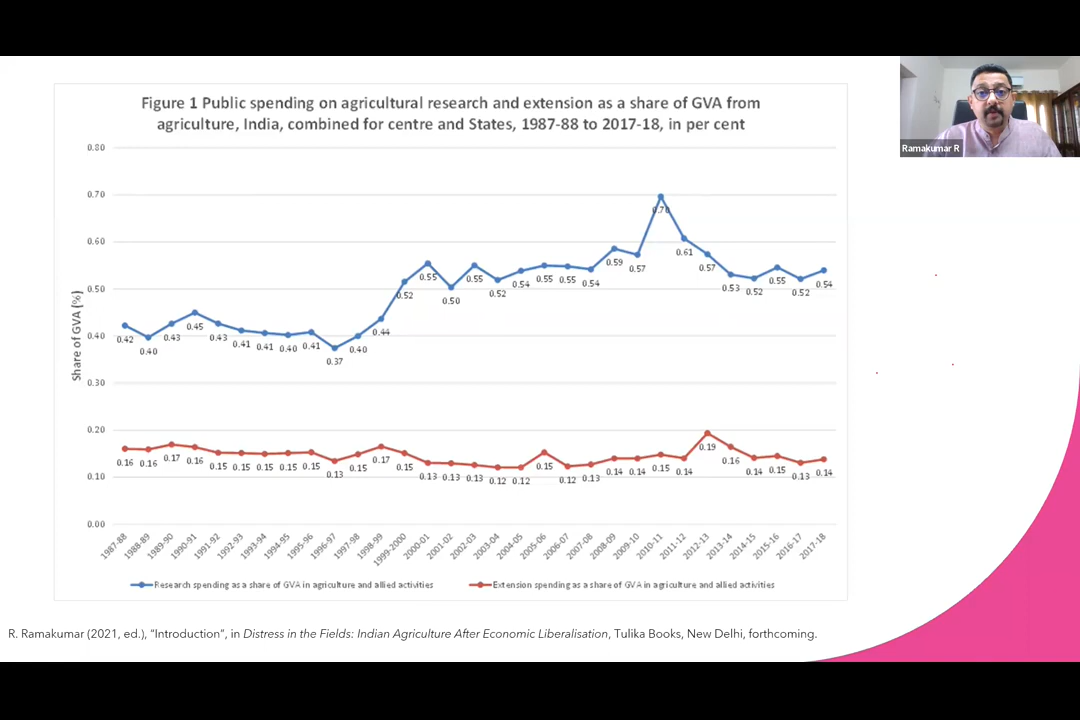 Figure 1 Public spending on agricultural research and extension as a share of GVA from
agriculture, India, combined for centre and States, 1987-88 to 2017-18, in per cent
Ramakumar R
Share of GVA (%)
0.80
0.70
0.60
0.50
0.40
0.30
0.20
0.10
0.00
0.42 0.40 0.43 0.45 0.43 0.41 0.41 0.40 0.41 0.37 0.40 0.44 0.52 0.55 0.50 0.55 0.52 0.54 0.55 0.55 0.54 0.59 0.57 0.70 0.61 0.57 0.53 0.52 0.55 0.52 0.54
0.16 0.16 0.17 0.16 0.15 0.15 0.15 0.15 0.15 0.13 0.15 0.17 0.15 0.13 0.13 0.13 0.12 0.12 0.15 0.12 0.13 0.14 0.14 0.15 0.14 0.19 0.16 0.14 0.15 0.13 0.14
1987-88 1988-89 1989-90 1990-91 1991-92 1992-93 1993-94 1994-95 1995-96 1996-97 1997-98 1998-99 1999-2000 2000-01 2001-02 2002-03 2003-04 2004-05 2005-06 2006-07 2007-08 2008-09 2009-10 2010-11 2011-12 2012-13 2013-14 2014-15 2015-16 2016-17 2017-18
Research spending as a share of GVA in agriculture and allied activities
Extension spending as a share of GVA in agriculture and allied activities
R. Ramakumar (2021, ed.), "Introduction", in Distress in the Fields: Indian Agriculture After Economic Liberalisation, Tulika Books, New Delhi, forthcoming.